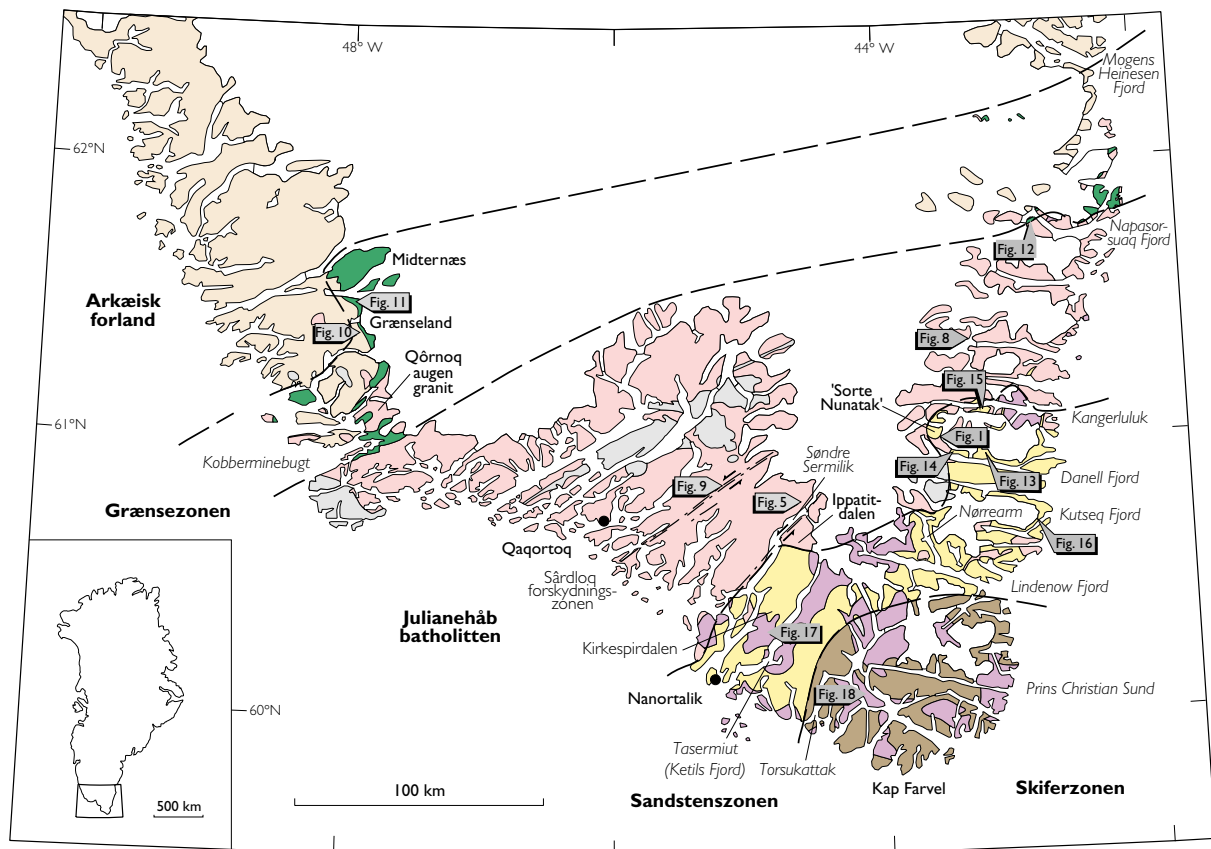 48°W
44°W
Mogens
Heinesen
Fjord
62°N
Napasor-
suaq Fjord
Fig. 12
Midternæs
Arkæisk
forland
Fig. 11
Grænseland
Fig. 10
Fig. 8
Qôrnoq
augen
granit
Fig. 15
'Sorte
Nunatak'
Kangerluluk
61°N
Fig. 1
Kobberminebugt
Søndre
Sermilik
Fig. 14
Danell Fjord
Fig. 13
Fig. 9
Fig. 5
Ippatit-
dalen
Nørrearm
Kutseq Fjord
Grænsezonen
Fig. 16
Qaqortoq
Sârdloq
forskydnings-
zonen
Lindenow Fjord
Julianehåb
batholitten
Fig. 17
Kirkespirdalen
Nanortalik
Fig. 18
Prins Christian Sund
60°N
Tasermiut
(Ketils Fjord)
Torsukattak
Kap Farvel
Skiferzonen
100 km
Sandstenszonen
500 km